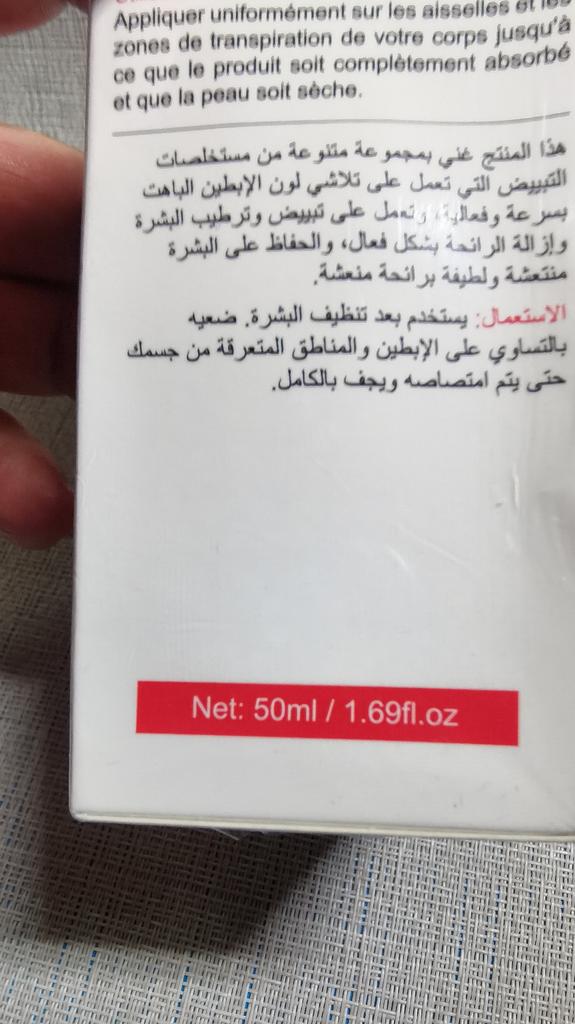 Appliquer uniformément sur les aisselles et les
zones de transpiration de votre corps jusqu'à
ce que le produit soit complètement absorbé
et que la peau soit sèche.
هذا المنتج غني بمجموعة متنوعة من مستخلصات
التبييض التي تعمل على تلاشي لون الإبطين الباهت
بسرعة وفعالية، وتعمل على تبييض وترطيب البشرة
وإزالة الرائحة بشكل فعال، والحفاظ على البشرة
منتعشة ولطيفة برائحة منعشة.
الاستعمال: يستخدم بعد تنظيف البشرة. ضعيه
بالتساوي على الإبطين والمناطق المتعرقة من جسمك
حتى يتم امتصاصه ويجف بالكامل.
Net: 50ml / 1.69fl.oz